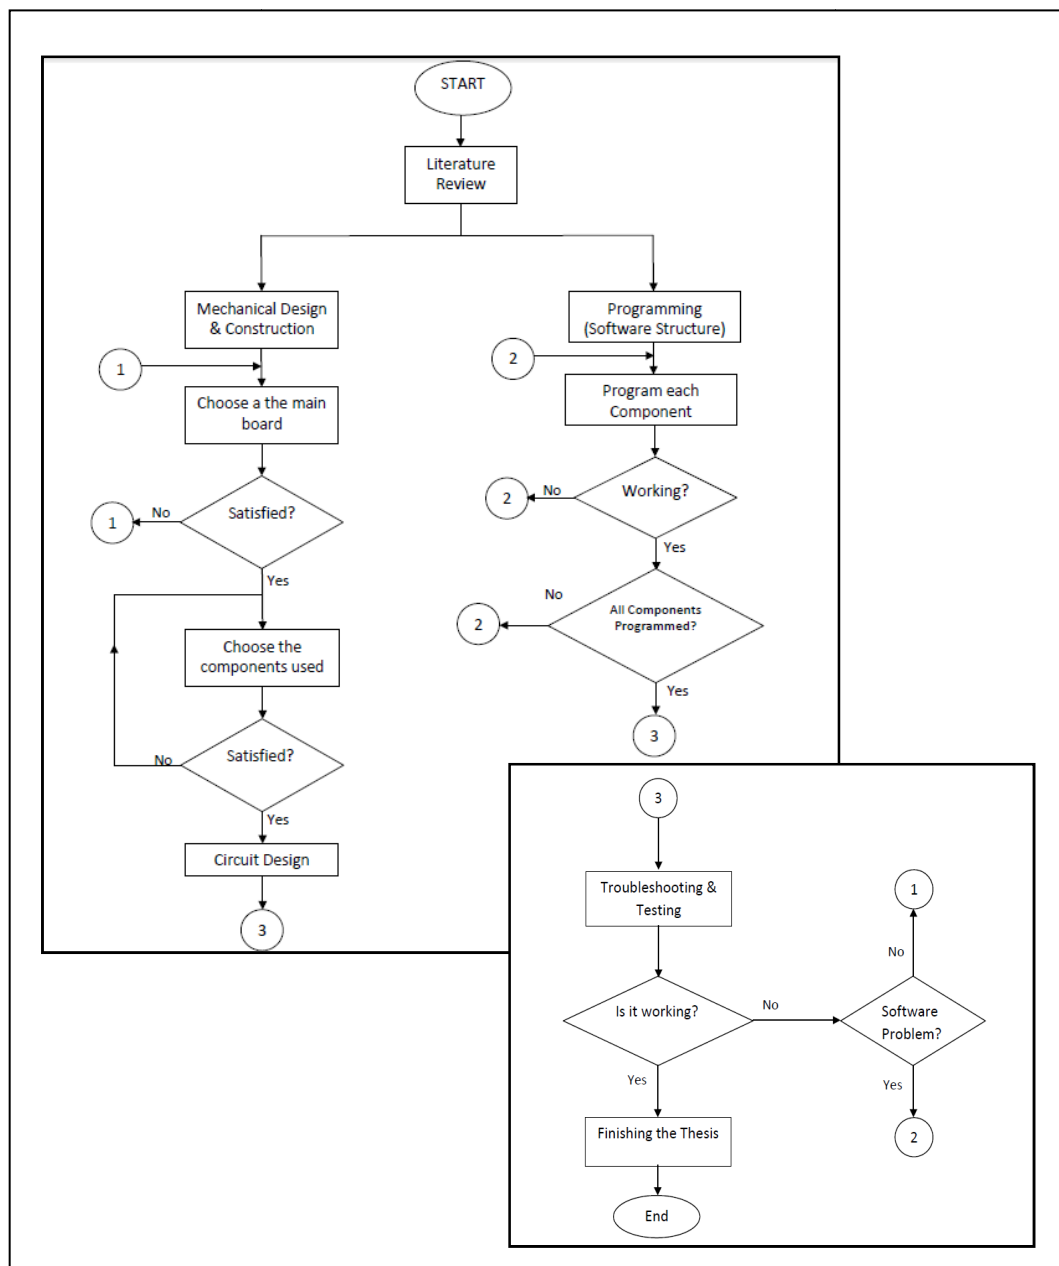 START
Literature
Review
Mechanical Design
& Construction
1
Choose a the main
board
Satisfied?
No
1
Yes
Choose the
components used
Satisfied?
No
Yes
Circuit Design
3
Programming
(Software Structure)
2
Program each
Component
Working?
No
2
Yes
All Components
Programmed?
No
2
Yes
3
3
Troubleshooting &
Testing
Is it working?
No
Software
Problem?
No
1
Yes
2
Yes
Finishing the Thesis
End